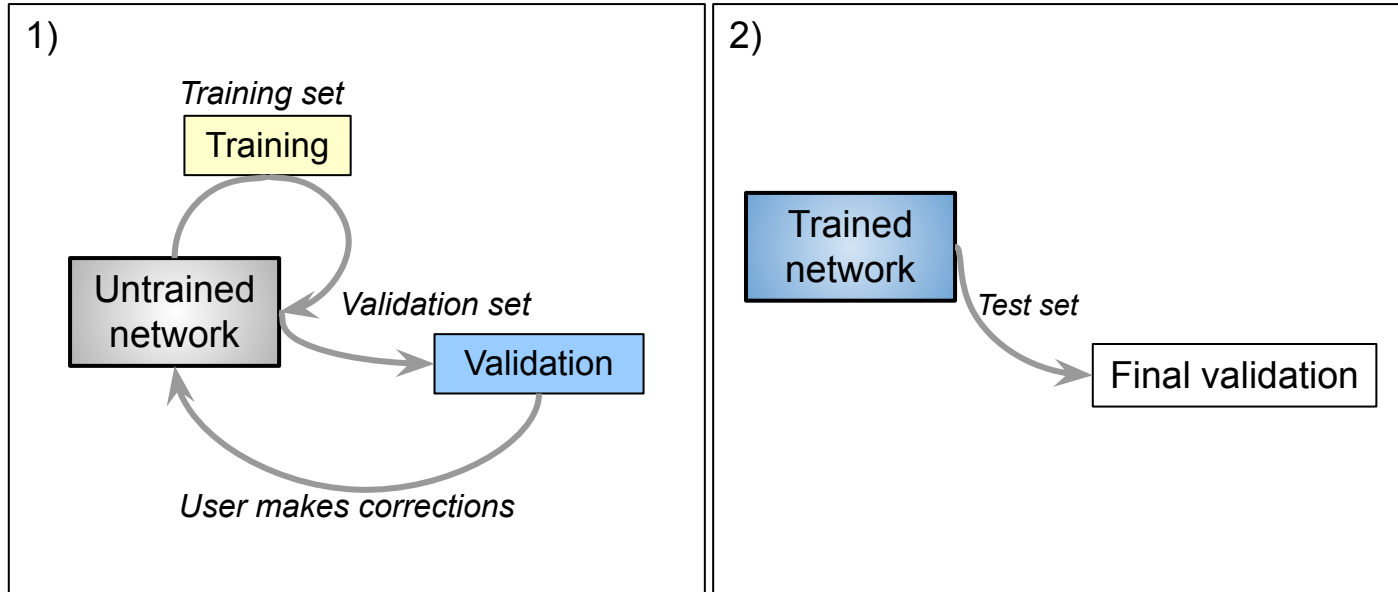 1)
Training set
Training
Untrained
network
Validation set
Validation
User makes corrections
2)
Trained
network
Test set
Final validation